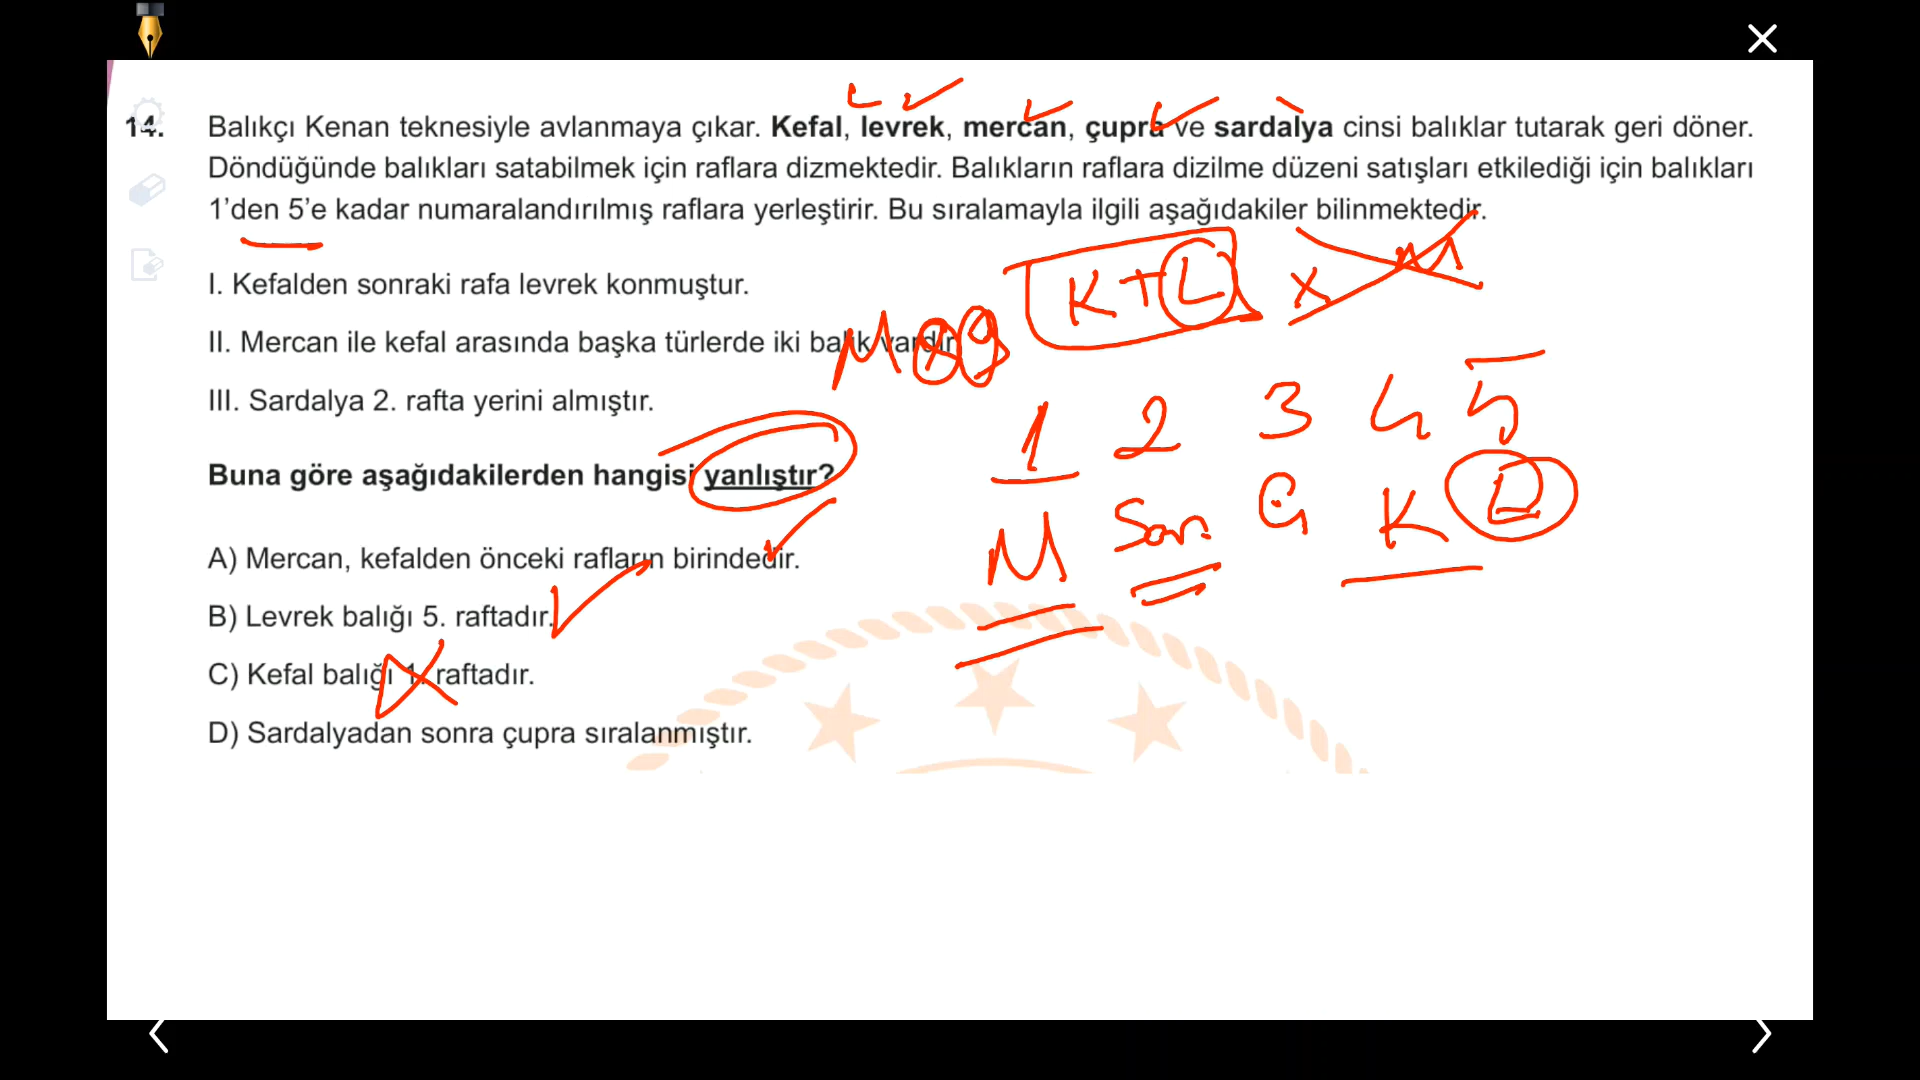 14. Balıkçı Kenan teknesiyle avlanmaya çıkar. Kefal, levrek, mercan, çupra ve sardalya cinsi balıklar tutarak geri döner.
Döndüğünde balıkları satabilmek için raflara dizmektedir. Balıkların raflara dizilme düzeni satışları etkilediği için balıkları
1’den 5’e kadar numaralandırılmış raflara yerleştirir. Bu sıralamayla ilgili aşağıdakiler bilinmektedir.
I. Kefalden sonraki rafa levrek konmuştur.
K + L x M
II. Mercan ile kefal arasında başka türlerde iki balık vardır.
M
III. Sardalya 2. rafta yerini almıştır.
1 2 3 4 5
Buna göre aşağıdakilerden hangisi yanlıştır?
M Sar. Ç K L
A) Mercan, kefalden önceki rafların birindedir.
B) Levrek balığı 5. raftadır.
C) Kefal balığı 1. raftadır.
D) Sardalyadan sonra çupra sıralanmıştır.